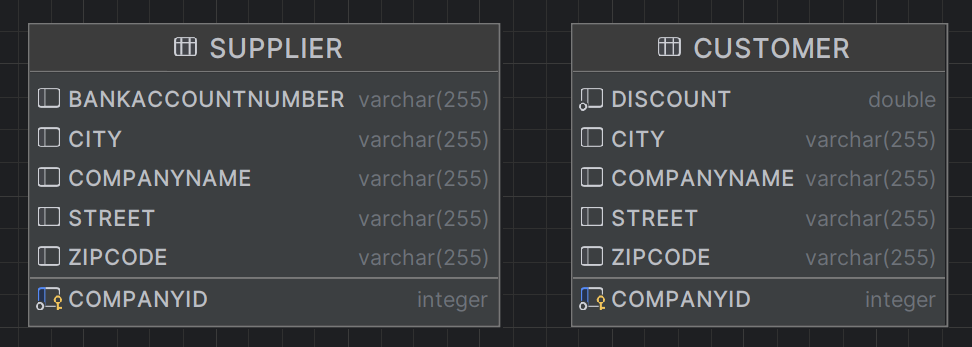 SUPPLIER
BANKACCOUNTNUMBER varchar(255)
CITY varchar(255)
COMPANYNAME varchar(255)
STREET varchar(255)
ZIPCODE varchar(255)
COMPANYID integer
CUSTOMER
DISCOUNT double
CITY varchar(255)
COMPANYNAME varchar(255)
STREET varchar(255)
ZIPCODE varchar(255)
COMPANYID integer